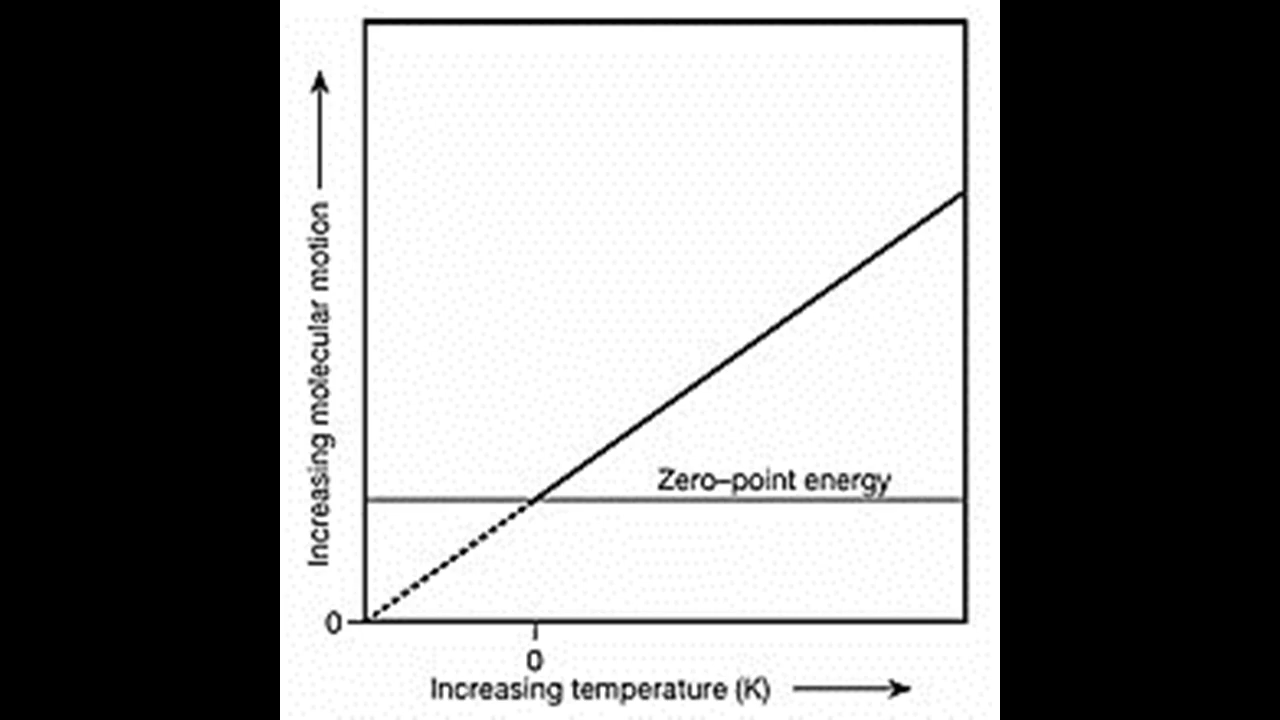 Increasing molecular motion
Zero–point energy
0
0
Increasing temperature (K)